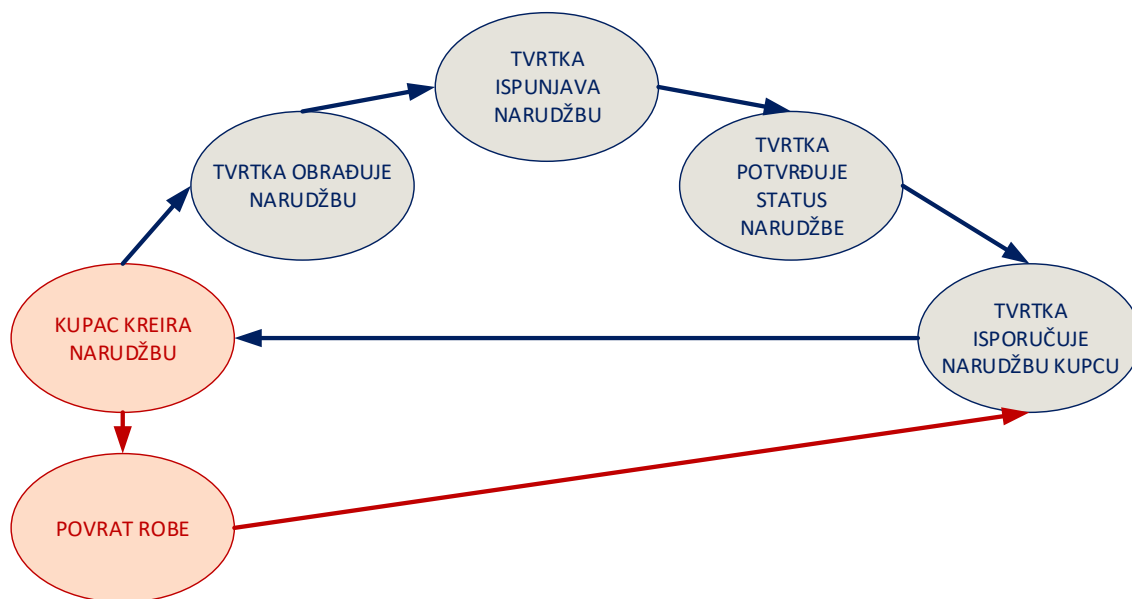 TVRTKA
ISPUNJAVA
NARUDŽBU
TVRTKA OBRAĐUJE
NARUDŽBU
TVRTKA
POTVRĐUJE
STATUS
NARUDŽBE
KUPAC KREIRA
NARUDŽBU
TVRTKA
ISPORUČUJE
NARUDŽBU KUPCU
POVRAT ROBE